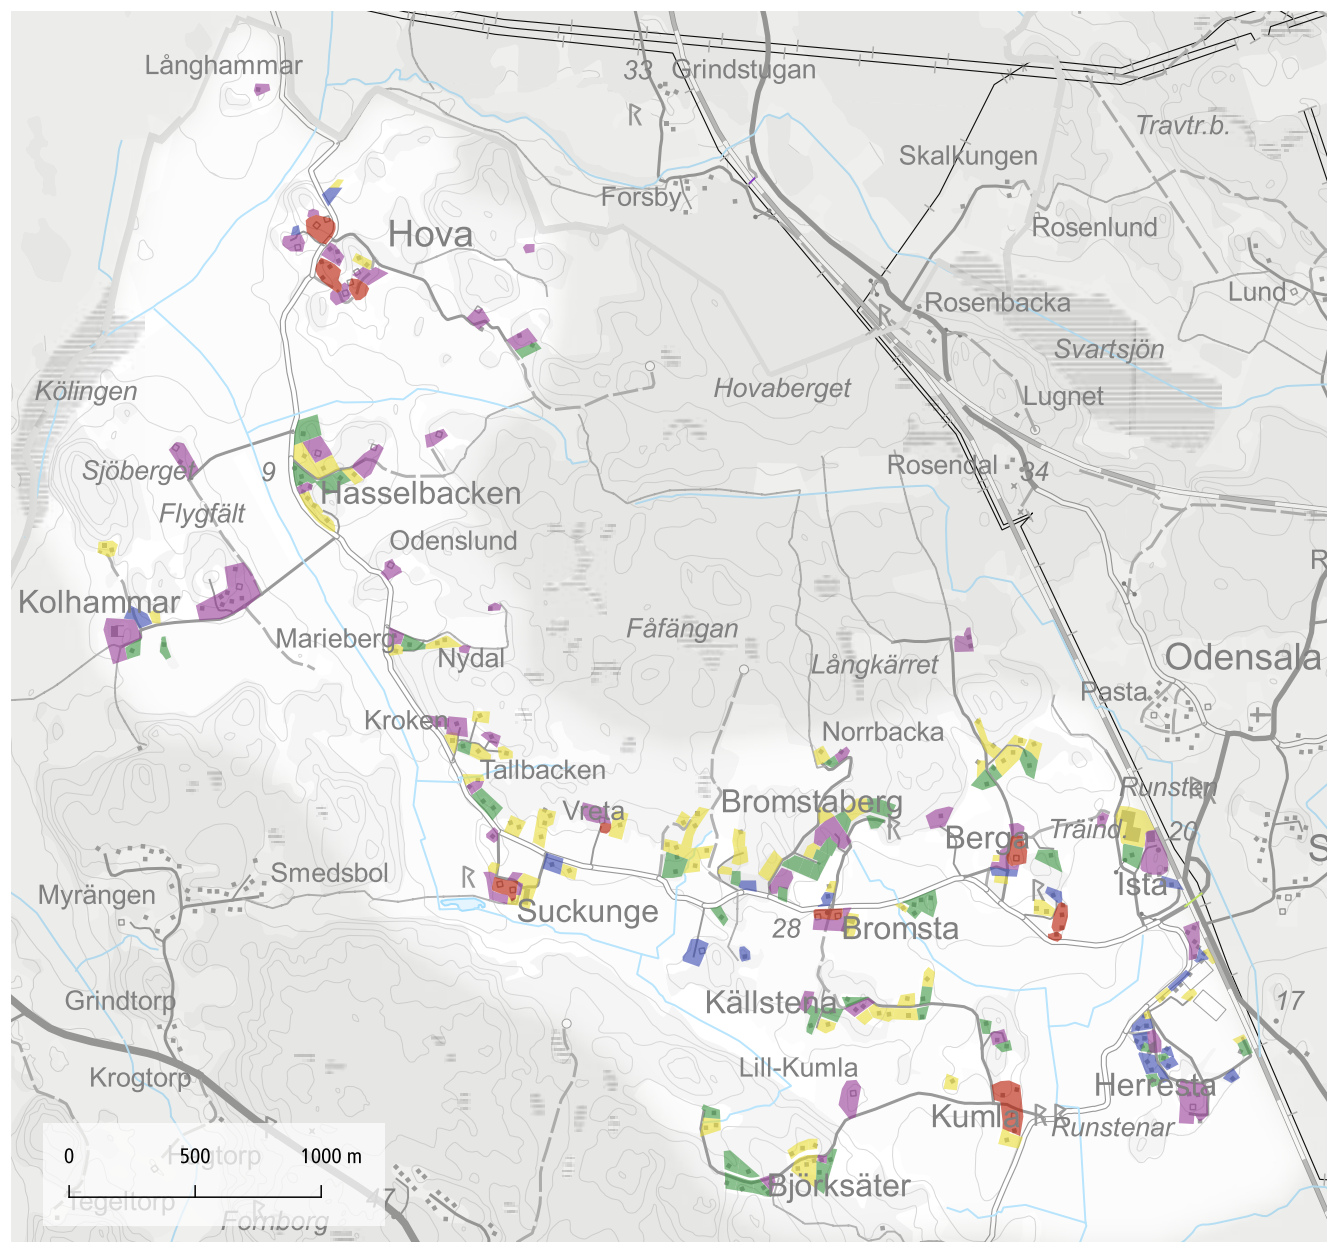 Långhammar
33
Grindstugan
Travtr.b.
Skalkungen
Forsby
Rosenlund
Hova
Lund
Rosenbacka
Svartsjön
Kölingen
Hovaberget
Lugnet
Sjöberget
9
Rosendal
34
Hasselbacken
Flygfält
Odenslund
R
Kolhammar
Marieberg
Fåfängan
Nydal
Långkärret
Odensala
Pasta
Kroken
Norrbacka
Tallbacken
Runsten
Vreta
Bromstaberg
Berga
Träind.
20
S
Smedsbol
Myrängen
Ista
Suckunge
28
Bromsta
Grindtorp
Källstena
17
Krogtorp
Lill-Kumla
Herresta
Kumla
Runstenar
0
500
1000 m
Krogtorp
Björksäter
Tegeltorp
47
Fornborg